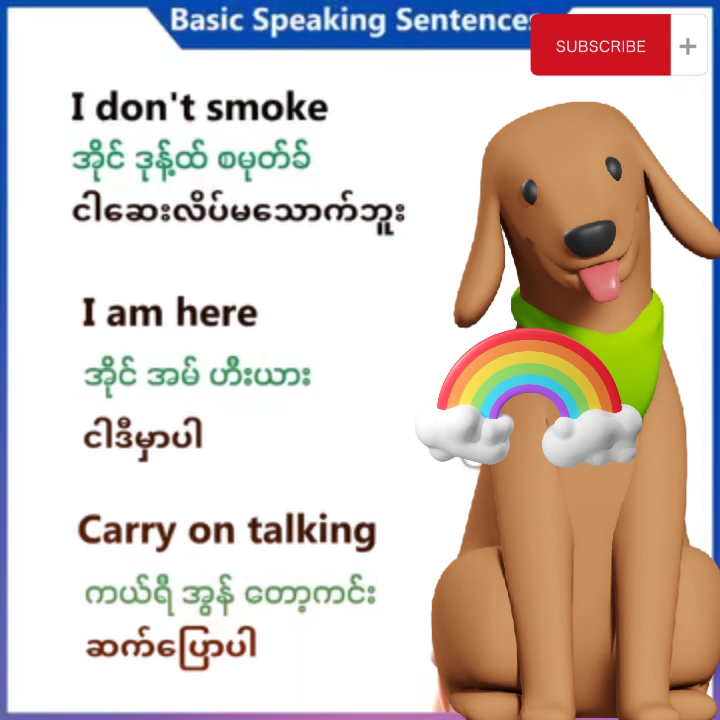 Basic Speaking Sentences
SUBSCRIBE +
I don't smoke
အိုင် ဒုန့်ထ် စမုတ်ခ်
ငါဆေးလိပ်မသောက်ဘူး
I am here
အိုင် အမ် ဟီးယား
ငါဒီမှာပါ
Carry on talking
ကယ်ရီ အွန် တော့ကင်း
ဆက်ပြောပါ